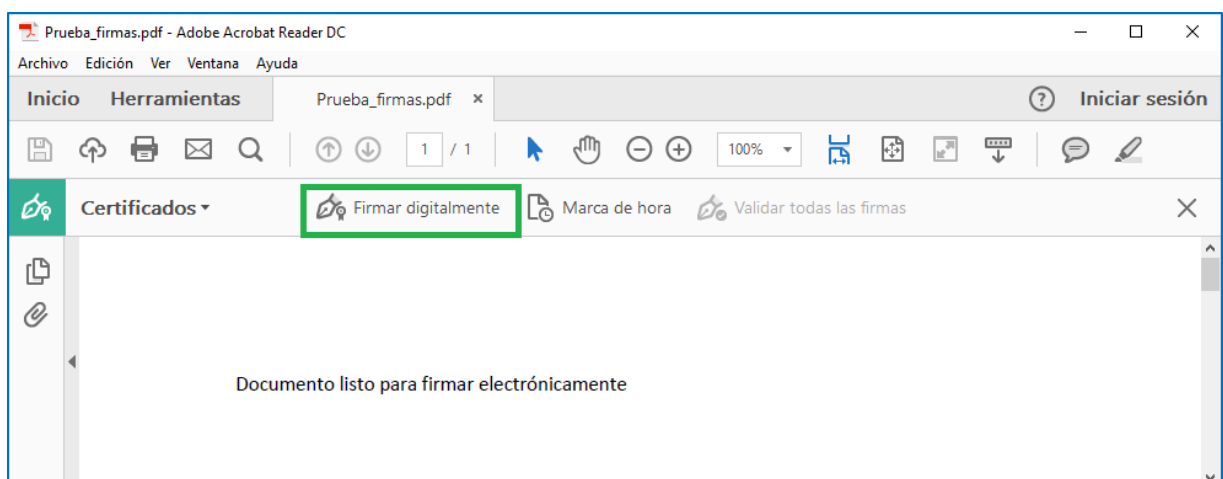 Prueba_firmas.pdf - Adobe Acrobat Reader DC
Archivo Edición Ver Ventana Ayuda
Inicio Herramientas Prueba_firmas.pdf × ? Iniciar sesión
1 / 1 100%
Certificados Firmar digitalmente Marca de hora Validar todas las firmas
Documento listo para firmar electrónicamente